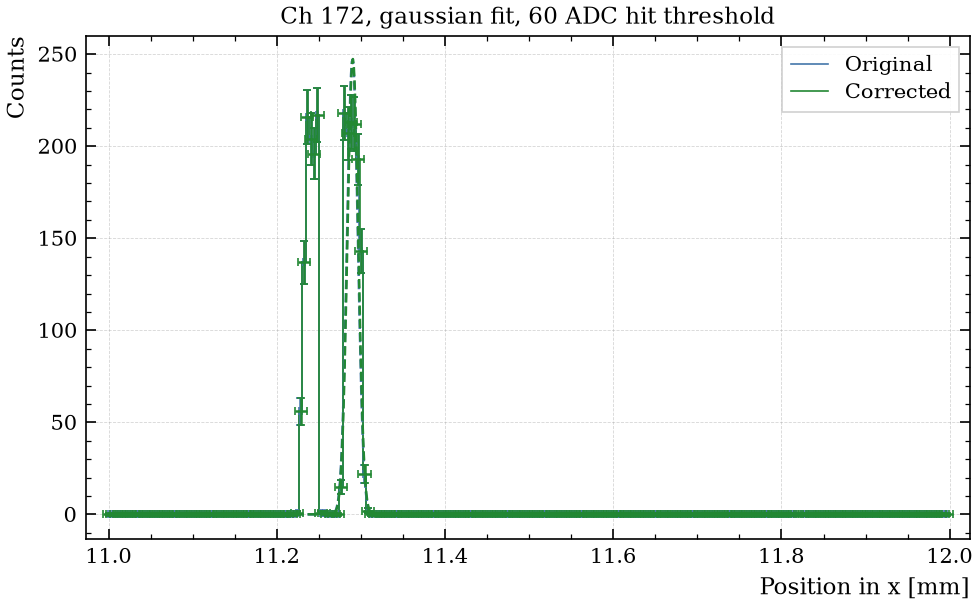 Ch 172, gaussian fit, 60 ADC hit threshold
Counts
250
200
150
100
50
0
Original
Corrected
11.0
11.2
11.4
11.6
11.8
12.0
Position in x [mm]